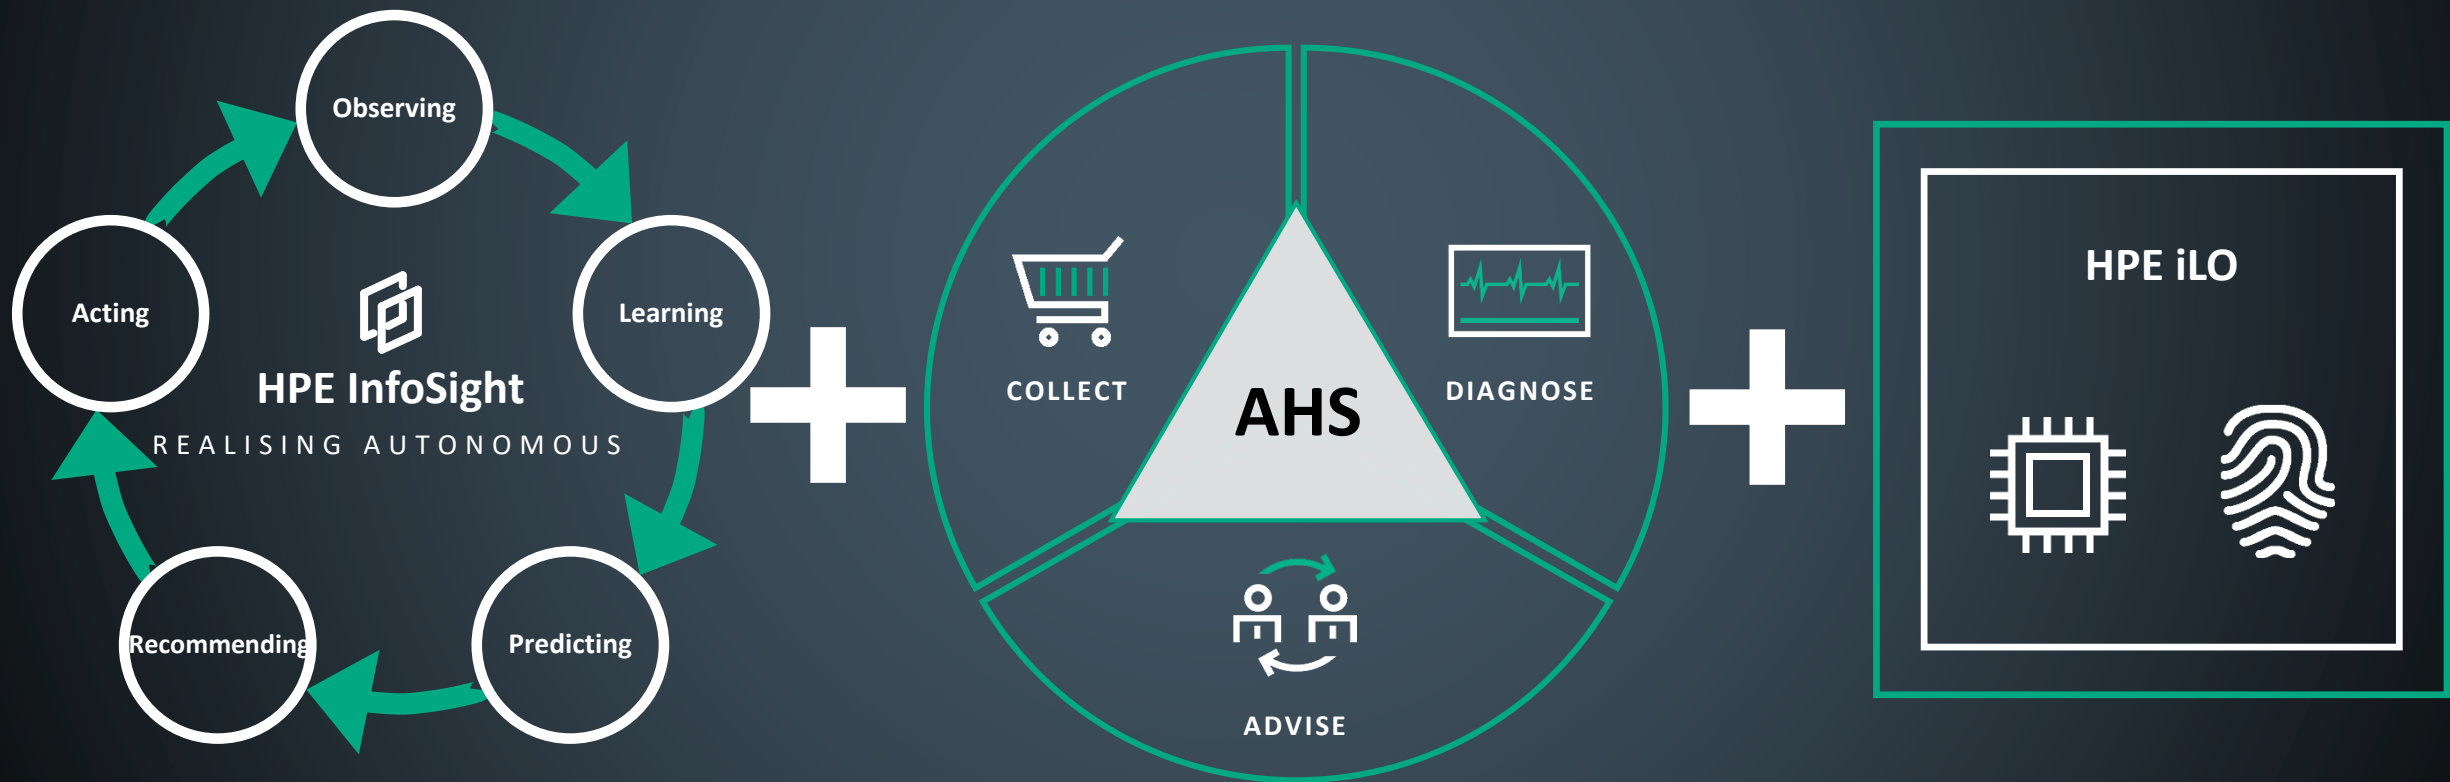 Observing
Learning
Predicting
Recommending
Acting
HPE InfoSight
REALISING AUTONOMOUS
COLLECT
DIAGNOSE
AHS
ADVISE
HPE iLO